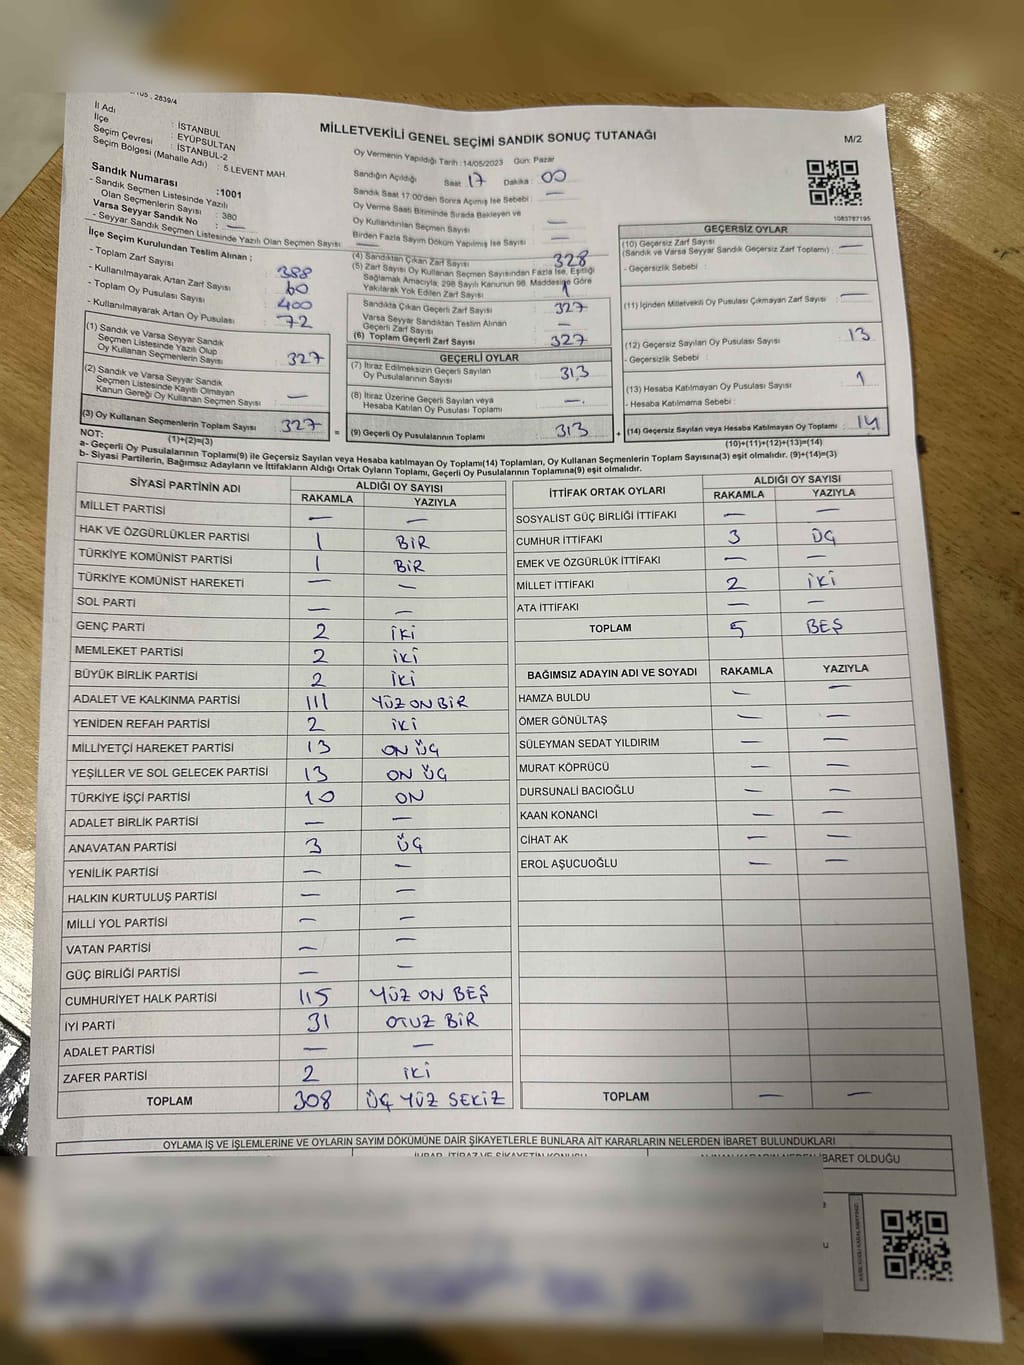 2839/4
İl Adı : İSTANBUL
İlçe : EYÜPSULTAN
Seçim Çevresi : İSTANBUL-2
Seçim Bölgesi (Mahalle Adı) : 5.LEVENT MAH.
MİLLETVEKİLİ GENEL SEÇİMİ SANDIK SONUÇ TUTANAĞI
M/2
Oy Vermenin Yapıldığı Tarih : 14/05/2023 Gün: Pazar
Sandığın Açıldığı Saat 17 Dakika : 00
Sandık Saat 17:00'den Sonra Açılmış İse Sebebi : —
Oy Verme Saati Bitiminde Sırada Bekleyen ve
Oy Kullandırılan Seçmen Sayısı : —
Birden Fazla Sayım Döküm Yapılmış İse Sayısı : —
1083787195
Sandık Numarası :1001
- Sandık Seçmen Listesinde Yazılı
Olan Seçmenlerin Sayısı : 380
Varsa Seyyar Sandık No : —
- Seyyar Sandık Seçmen Listesinde Yazılı Olan Seçmen Sayısı : —
İlçe Seçim Kurulundan Teslim Alınan :
- Toplam Zarf Sayısı : 388
- Kullanılmayarak Artan Zarf Sayısı : 60
- Toplam Oy Pusulası Sayısı : 400
- Kullanılmayarak Artan Oy Pusulası : 72
(1) Sandık ve Varsa Seyyar Sandık
Seçmen Listesinde Yazılı Olup
Oy Kullanan Seçmenlerin Sayısı : 327
(2) Sandık ve Varsa Seyyar Sandık
Seçmen Listesinde Kayıtlı Olmayan
Kanun Gereği Oy Kullanan Seçmen Sayısı : —
(3) Oy Kullanan Seçmenlerin Toplam Sayısı : 327
(1)+(2)=(3)
(4) Sandıktan Çıkan Zarf Sayısı : 328
(5) Zarf Sayısı Oy Kullanan Seçmen Sayısından Fazla İse, Eşitliği
Sağlamak Amacıyla; 298 Sayılı Kanunun 98. Maddesine Göre
Yakılarak Yok Edilen Zarf Sayısı : 1
Sandıkta Çıkan Geçerli Zarf Sayısı : 327
Varsa Seyyar Sandıktan Teslim Alınan
Geçerli Zarf Sayısı : —
(6) Toplam Geçerli Zarf Sayısı : 327
GEÇERLİ OYLAR
(7) İtiraz Edilmeksizin Geçerli Sayılan
Oy Pusulalarının Sayısı : 313
(8) İtiraz Üzerine Geçerli Sayılan veya
Hesaba Katılan Oy Pusulası Toplamı : —
= (9) Geçerli Oy Pusulalarının Toplamı : 313
GEÇERSİZ OYLAR
(10) Geçersiz Zarf Sayısı
(Sandık ve Varsa Seyyar Sandık Geçersiz Zarf Toplamı) : —
- Geçersizlik Sebebi :
(11) İçinden Milletvekili Oy Pusulası Çıkmayan Zarf Sayısı : —
(12) Geçersiz Sayılan Oy Pusulası Sayısı : 13
- Geçersizlik Sebebi :
(13) Hesaba Katılmayan Oy Pusulası Sayısı : 1
- Hesaba Katılmama Sebebi :
+ (14) Geçersiz Sayılan veya Hesaba Katılmayan Oy Toplamı : 14
(10)+(11)+(12)+(13)=(14)
NOT:
a- Geçerli Oy Pusulalarının Toplamı(9) ile Geçersiz Sayılan veya Hesaba katılmayan Oy Toplamı(14) Toplamları, Oy Kullanan Seçmenlerin Toplam Sayısına(3) eşit olmalıdır. (9)+(14)=(3)
b- Siyasi Partilerin, Bağımsız Adayların ve İttifakların Aldığı Ortak Oyların Toplamı, Geçerli Oy Pusulalarının Toplamına(9) eşit olmalıdır.
SİYASİ PARTİNİN ADI ALDIĞI OY SAYISI
RAKAMLA YAZIYLA
MİLLET PARTİSİ — —
HAK VE ÖZGÜRLÜKLER PARTİSİ 1 BİR
TÜRKİYE KOMÜNİST PARTİSİ 1 BİR
TÜRKİYE KOMÜNİST HAREKETİ — —
SOL PARTİ — —
GENÇ PARTİ 2 İKİ
MEMLEKET PARTİSİ 2 İKİ
BÜYÜK BİRLİK PARTİSİ 2 İKİ
ADALET VE KALKINMA PARTİSİ 111 YÜZ ON BİR
YENİDEN REFAH PARTİSİ 2 İKİ
MİLLİYETÇİ HAREKET PARTİSİ 13 ON ÜÇ
YEŞİLLER VE SOL GELECEK PARTİSİ 13 ON ÜÇ
TÜRKİYE İŞÇİ PARTİSİ 10 ON
ADALET BİRLİK PARTİSİ — —
ANAVATAN PARTİSİ 3 ÜÇ
YENİLİK PARTİSİ — —
HALKIN KURTULUŞ PARTİSİ — —
MİLLİ YOL PARTİSİ — —
VATAN PARTİSİ — —
GÜÇ BİRLİĞİ PARTİSİ — —
CUMHURİYET HALK PARTİSİ 115 YÜZ ON BEŞ
İYİ PARTİ 31 OTUZ BİR
ADALET PARTİSİ — —
ZAFER PARTİSİ 2 İKİ
TOPLAM 308 ÜÇ YÜZ SEKİZ
İTTİFAK ORTAK OYLARI ALDIĞI OY SAYISI
RAKAMLA YAZIYLA
SOSYALİST GÜÇ BİRLİĞİ İTTİFAKI — —
CUMHUR İTTİFAKI 3 ÜÇ
EMEK VE ÖZGÜRLÜK İTTİFAKI — —
MİLLET İTTİFAKI 2 İKİ
ATA İTTİFAKI — —
TOPLAM 5 BEŞ
BAĞIMSIZ ADAYIN ADI VE SOYADI RAKAMLA YAZIYLA
HAMZA BULDU — —
ÖMER GÖNÜLTAŞ — —
SÜLEYMAN SEDAT YILDIRIM — —
MURAT KÖPRÜCÜ — —
DURSUNALİ BACIOĞLU — —
KAAN KONANCİ — —
CİHAT AK — —
EROL AŞUCUOĞLU — —
TOPLAM — —
OYLAMA İŞ VE İŞLEMLERİNE VE OYLARIN SAYIM DÖKÜMÜNE DAİR ŞİKAYETLERLE BUNLARA AİT KARARLARIN NELERDEN İBARET BULUNDUKLARI
İHBAR, İTİRAZ VE ŞİKAYETİN KONUSU
İBARET OLDUĞU